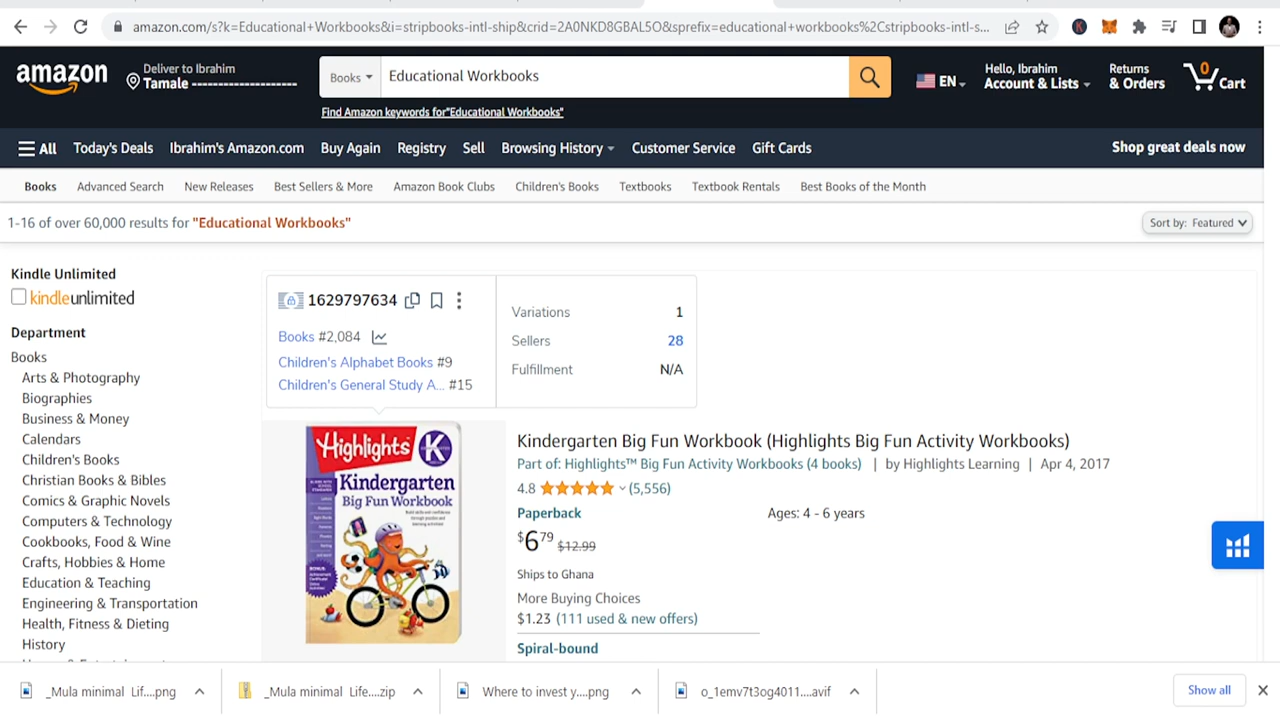 amazon.com/s?k=Educational+Workbooks&i=stripbooks-intl-ship&crid=2A0NKD8GBAL5O&sprefix=educational+workbooks%2Cstripbooks-intl-s...
amazon
Deliver to Ibrahim
Tamale
Books
Educational Workbooks
EN
Hello, Ibrahim
Account & Lists
Returns
& Orders
0
Cart
Find Amazon keywords for"Educational Workbooks"
All
Today's Deals
Ibrahim's Amazon.com
Buy Again
Registry
Sell
Browsing History
Customer Service
Gift Cards
Shop great deals now
Books
Advanced Search
New Releases
Best Sellers & More
Amazon Book Clubs
Children's Books
Textbooks
Textbook Rentals
Best Books of the Month
1-16 of over 60,000 results for "Educational Workbooks"
Sort by: Featured
Kindle Unlimited
kindleunlimited
Department
Books
Arts & Photography
Biographies
Business & Money
Calendars
Children's Books
Christian Books & Bibles
Comics & Graphic Novels
Computers & Technology
Cookbooks, Food & Wine
Crafts, Hobbies & Home
Education & Teaching
Engineering & Transportation
Health, Fitness & Dieting
History
1629797634
Books #2,084
Children's Alphabet Books #9
Children's General Study A... #15
Variations 1
Sellers 28
Fulfillment N/A
Highlights
K
Kindergarten
Big Fun Workbook
Kindergarten Big Fun Workbook (Highlights Big Fun Activity Workbooks)
Part of: Highlights™ Big Fun Activity Workbooks (4 books) | by Highlights Learning | Apr 4, 2017
4.8 (5,556)
Paperback
Ages: 4 - 6 years
$6 79 $12.99
Ships to Ghana
More Buying Choices
$1.23 (111 used & new offers)
Spiral-bound
_Mula minimal Lif....png
_Mula minimal Life....zip
Where to invest y....png
o_1emv7t3og4011....avif
Show all